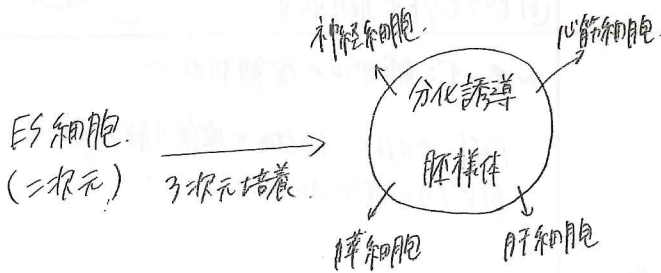 神経細胞.
心筋細胞.
分化誘導
ES細胞.
(二次元)
3次元培養.
胚様体
膵細胞
肝細胞